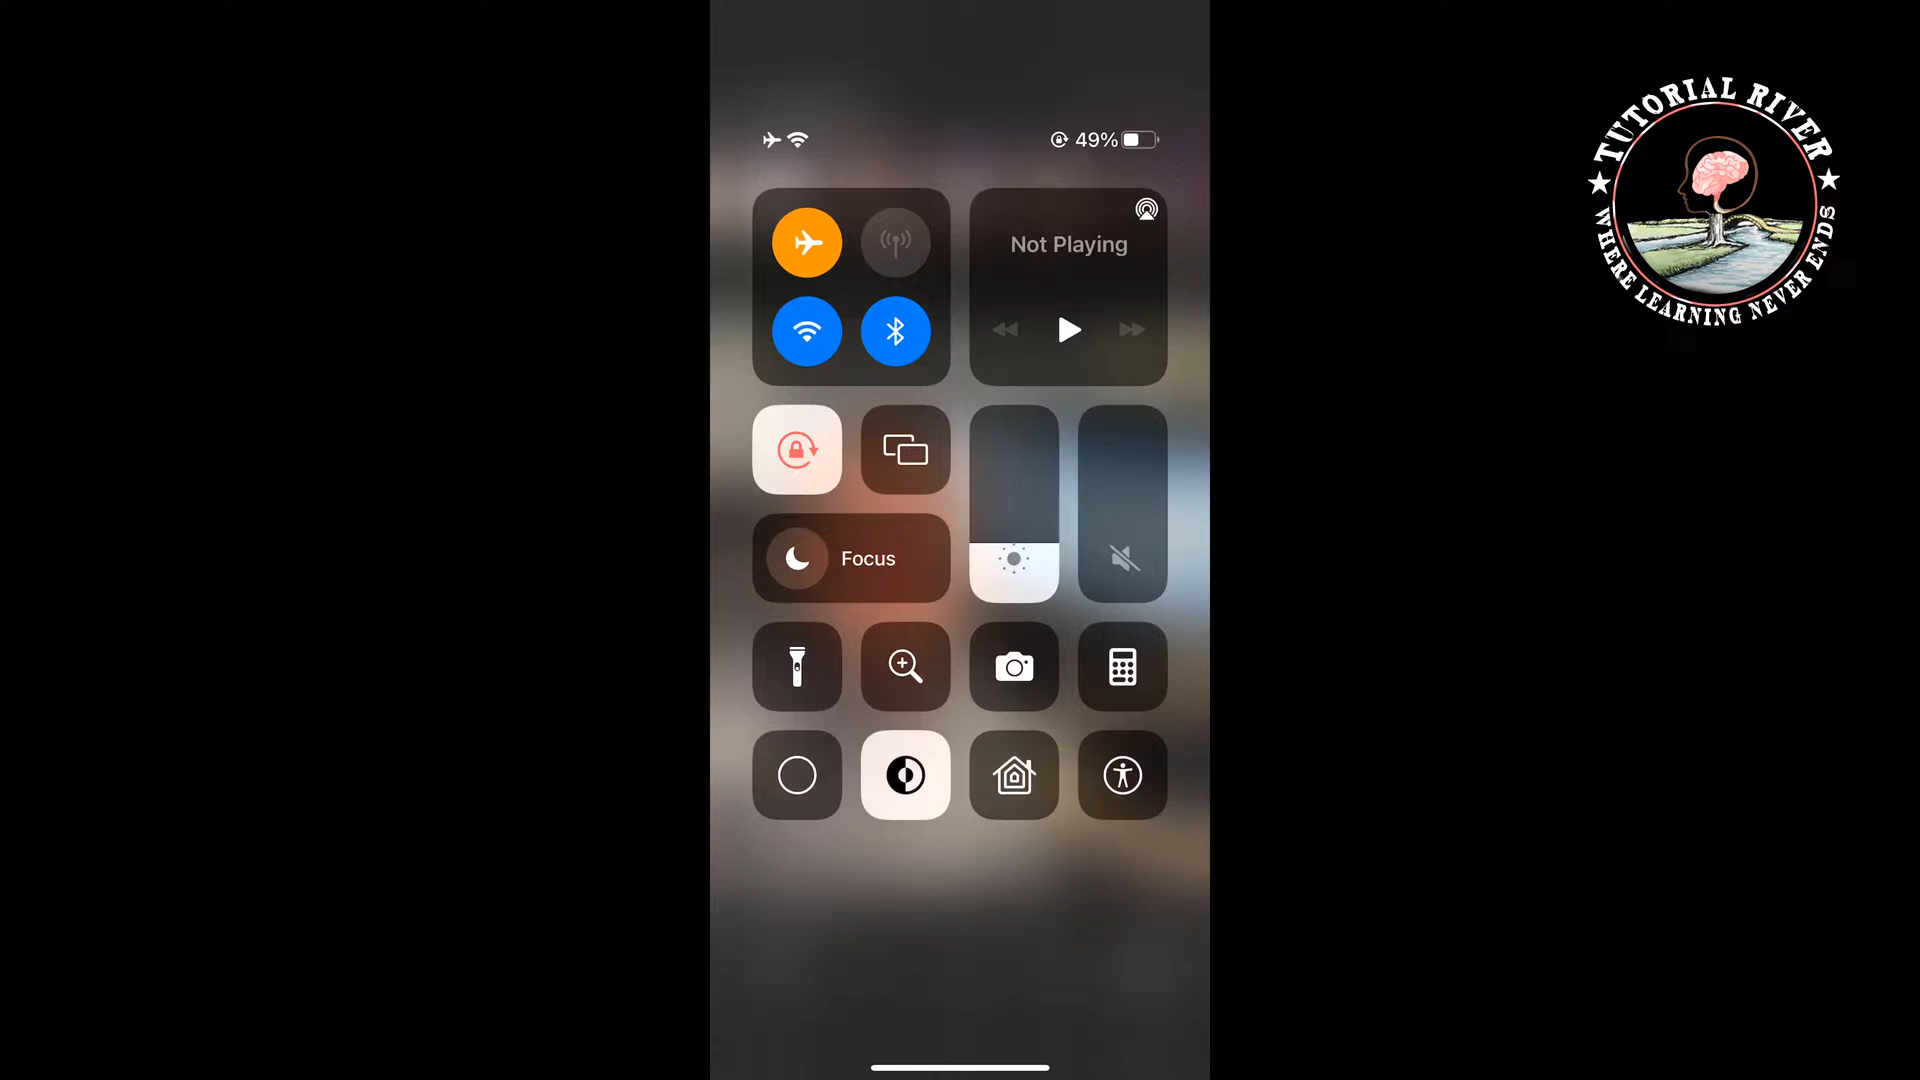 49%
Not Playing
Focus
TUTORIAL RIVER
WHERE LEARNING NEVER ENDS